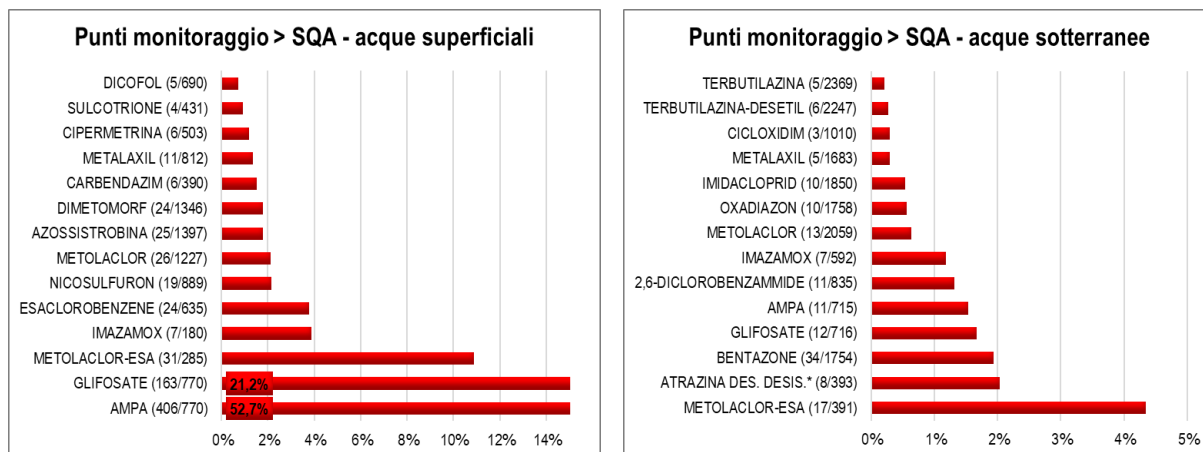 Punti monitoraggio > SQA - acque superficiali
DICOFOL (5/690)
SULCOTRIONE (4/431)
CIPERMETRINA (6/503)
METALAXIL (11/812)
CARBENDAZIM (6/390)
DIMETOMORF (24/1346)
AZOSSISTROBINA (25/1397)
METOLACLOR (26/1227)
NICOSULFURON (19/889)
ESACLOROBENZENE (24/635)
IMAZAMOX (7/180)
METOLACLOR-ESA (31/285)
GLIFOSATE (163/770) 21,2%
AMPA (406/770) 52,7%
0% 2% 4% 6% 8% 10% 12% 14%
Punti monitoraggio > SQA - acque sotterranee
TERBUTILAZINA (5/2369)
TERBUTILAZINA-DESETIL (6/2247)
CICLOXIDIM (3/1010)
METALAXIL (5/1683)
IMIDACLOPRID (10/1850)
OXADIAZON (10/1758)
METOLACLOR (13/2059)
IMAZAMOX (7/592)
2,6-DICLOROBENZAMMIDE (11/835)
AMPA (11/715)
GLIFOSATE (12/716)
BENTAZONE (34/1754)
ATRAZINA DES. DESIS.* (8/393)
METOLACLOR-ESA (17/391)
0% 1% 2% 3% 4% 5%